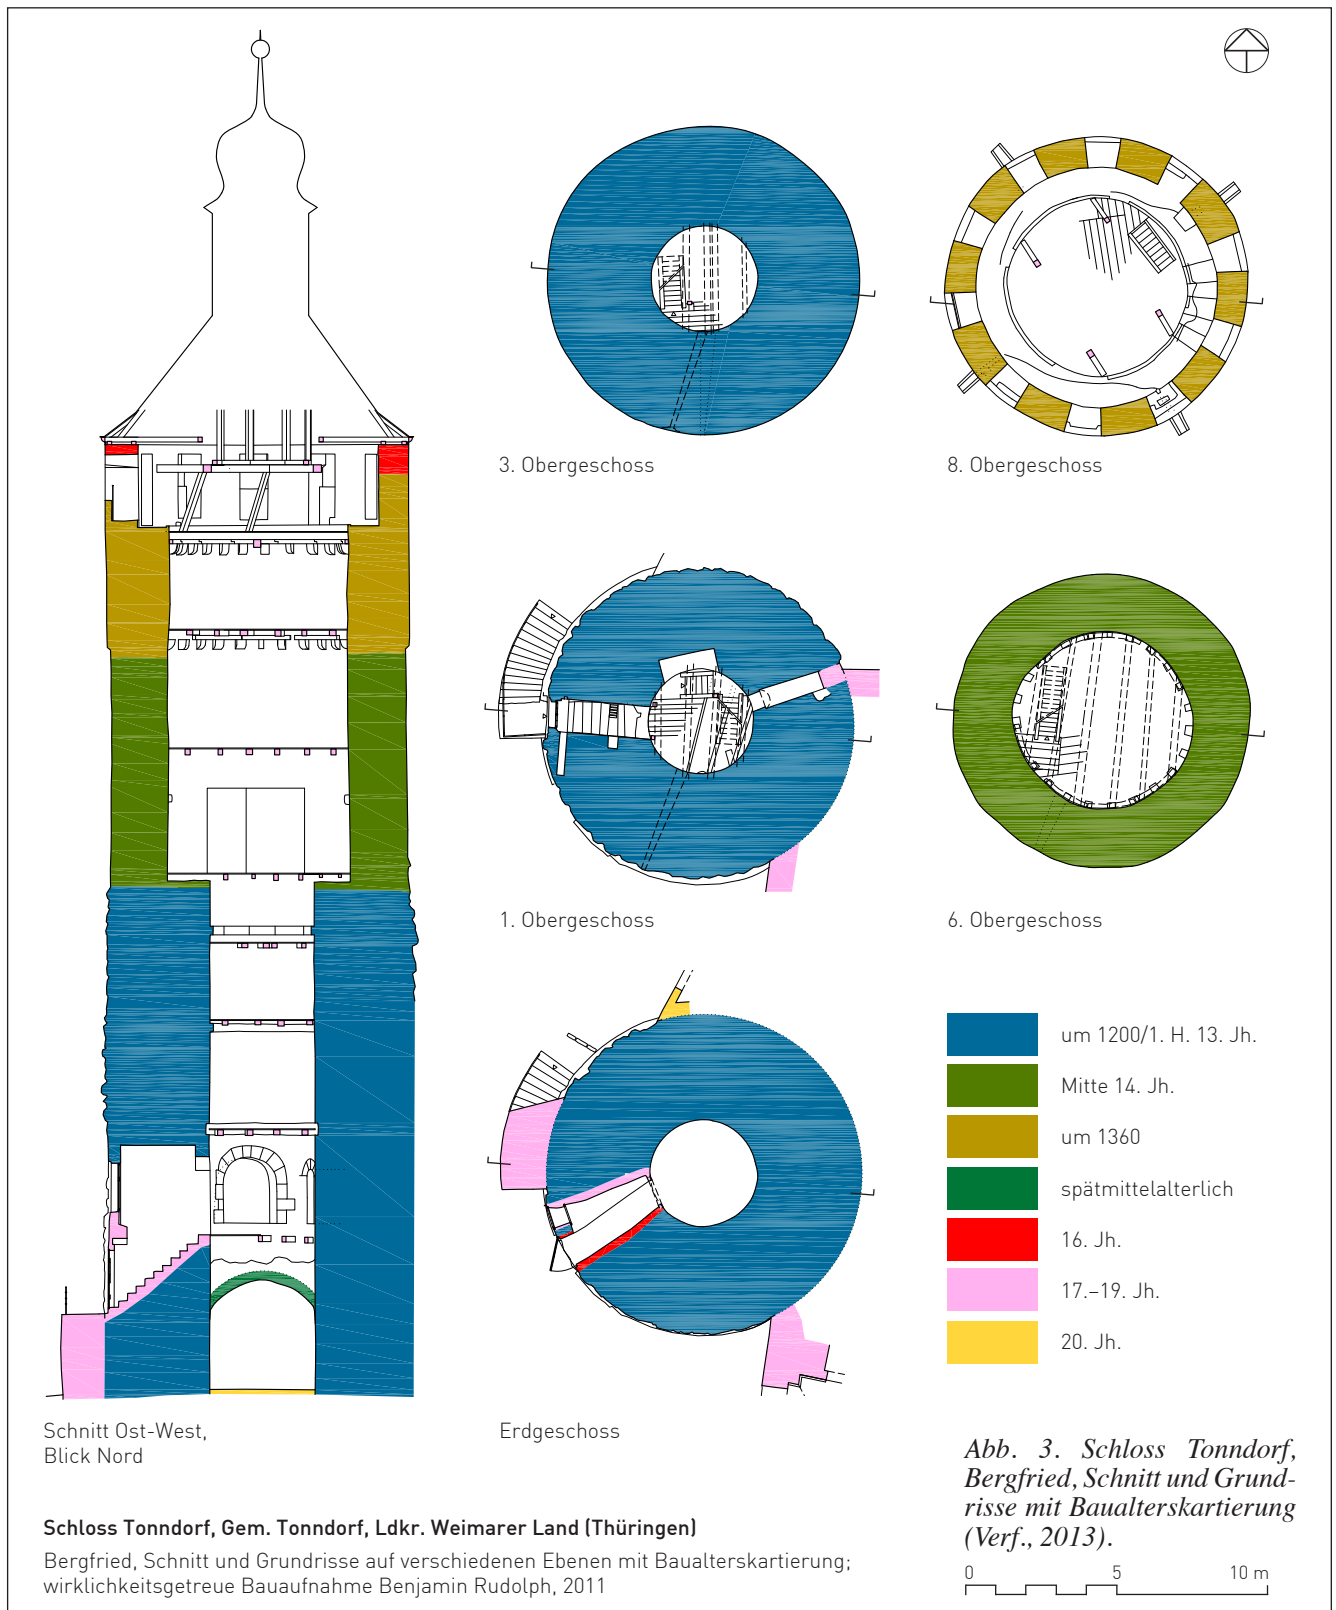 3. Obergeschoss
8. Obergeschoss
1. Obergeschoss
6. Obergeschoss
um 1200/1. H. 13. Jh.
Mitte 14. Jh.
um 1360
spätmittelalterlich
16. Jh.
17.–19. Jh.
20. Jh.
Schnitt Ost-West,
Blick Nord
Erdgeschoss
Abb. 3. Schloss Tonndorf,
Bergfried, Schnitt und Grund-
risse mit Baualterskartierung
(Verf., 2013).
Schloss Tonndorf, Gem. Tonndorf, Ldkr. Weimarer Land (Thüringen)
Bergfried, Schnitt und Grundrisse auf verschiedenen Ebenen mit Baualterskartierung;
wirklichkeitsgetreue Bauaufnahme Benjamin Rudolph, 2011
0 5 10 m